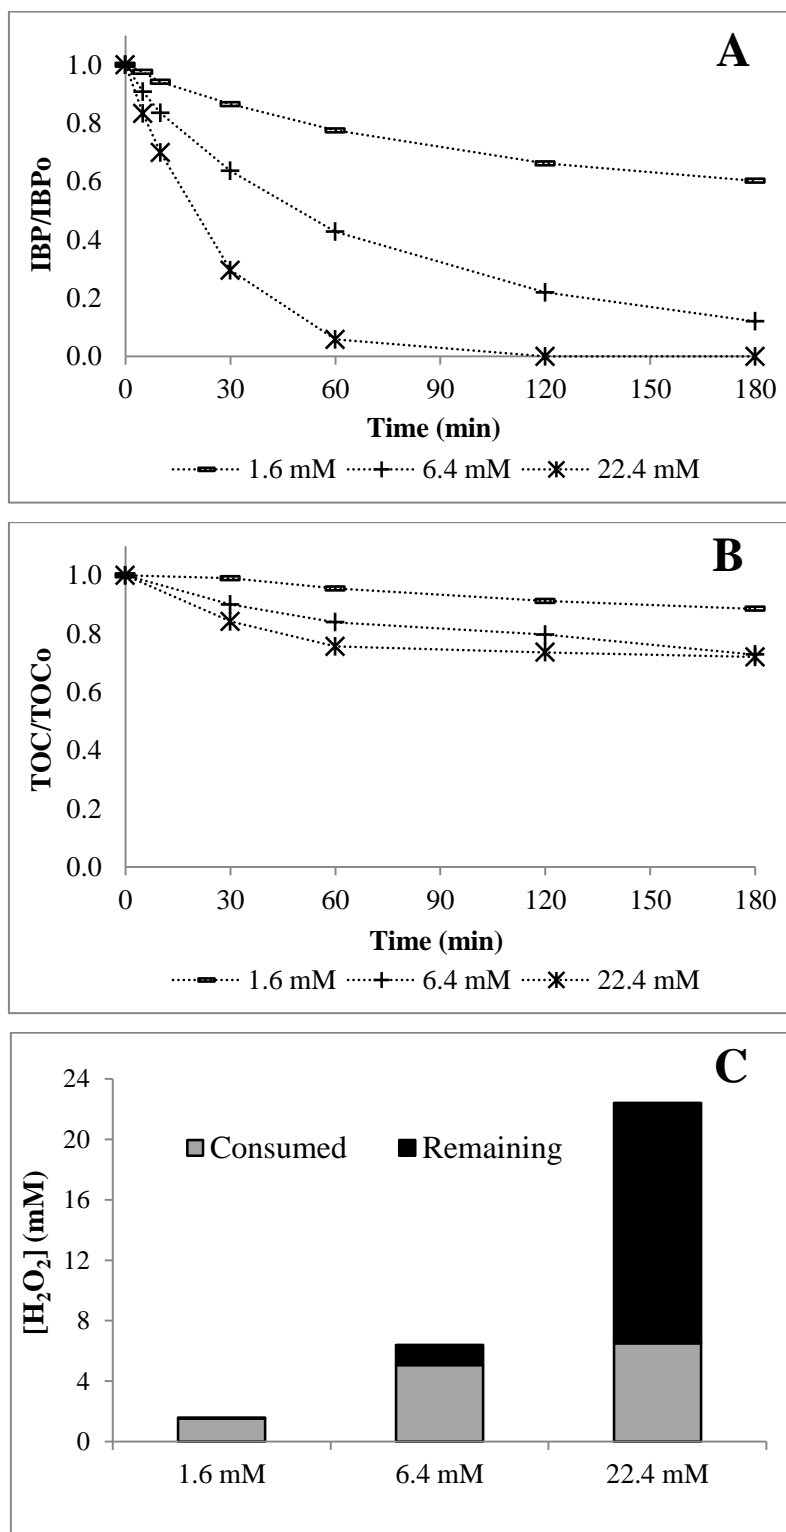 A
1.0
0.8
0.6
0.4
0.2
0.0
IBP/IBPo
0 30 60 90 120 150 180
Time (min)
1.6 mM 6.4 mM 22.4 mM
B
1.0
0.8
0.6
0.4
0.2
0.0
TOC/TOCo
0 30 60 90 120 150 180
Time (min)
1.6 mM 6.4 mM 22.4 mM
C
24
20
16
12
8
4
0
[H₂O₂] (mM)
Consumed Remaining
1.6 mM 6.4 mM 22.4 mM